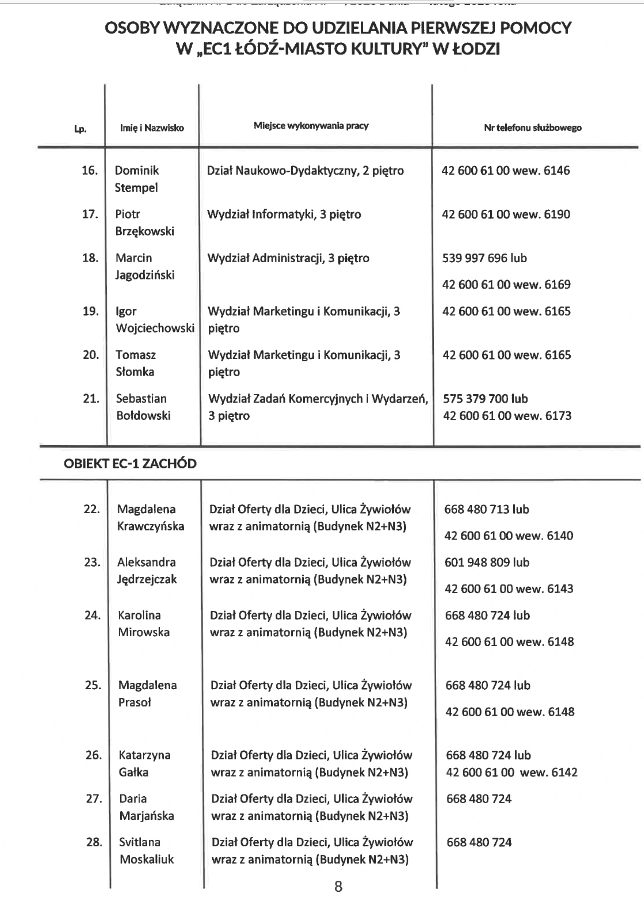 OSOBY WYZNACZONE DO UDZIELANIA PIERWSZEJ POMOCY
W „EC1 ŁÓDŹ-MIASTO KULTURY” W ŁODZI
Lp. Imię i Nazwisko Miejsce wykonywania pracy Nr telefonu służbowego
16. Dominik Dział Naukowo-Dydaktyczny, 2 piętro 42 600 61 00 wew. 6146
Stempel
17. Piotr Wydział Informatyki, 3 piętro 42 600 61 00 wew. 6190
Brzękowski
18. Marcin Wydział Administracji, 3 piętro 539 997 696 lub
Jagodziński
42 600 61 00 wew. 6169
19. Igor Wydział Marketingu i Komunikacji, 3 42 600 61 00 wew. 6165
Wojciechowski piętro
20. Tomasz Wydział Marketingu i Komunikacji, 3 42 600 61 00 wew. 6165
Słomka piętro
21. Sebastian Wydział Zadań Komercyjnych i Wydarzeń, 575 379 700 lub
Bołdowski 3 piętro 42 600 61 00 wew. 6173
OBIEKT EC-1 ZACHÓD
22. Magdalena Dział Oferty dla Dzieci, Ulica Żywiołów 668 480 713 lub
Krawczyńska wraz z animatornią (Budynek N2+N3)
42 600 61 00 wew. 6140
23. Aleksandra Dział Oferty dla Dzieci, Ulica Żywiołów 601 948 809 lub
Jędrzejczak wraz z animatornią (Budynek N2+N3)
42 600 61 00 wew. 6143
24. Karolina Dział Oferty dla Dzieci, Ulica Żywiołów 668 480 724 lub
Mirowska wraz z animatornią (Budynek N2+N3)
42 600 61 00 wew. 6148
25. Magdalena Dział Oferty dla Dzieci, Ulica Żywiołów 668 480 724 lub
Prasoł wraz z animatornią (Budynek N2+N3)
42 600 61 00 wew. 6148
26. Katarzyna Dział Oferty dla Dzieci, Ulica Żywiołów 668 480 724 lub
Gałka wraz z animatornią (Budynek N2+N3) 42 600 61 00 wew. 6142
27. Daria Dział Oferty dla Dzieci, Ulica Żywiołów 668 480 724
Marjańska wraz z animatornią (Budynek N2+N3)
28. Svitlana Dział Oferty dla Dzieci, Ulica Żywiołów 668 480 724
Moskaliuk wraz z animatornią (Budynek N2+N3)
8